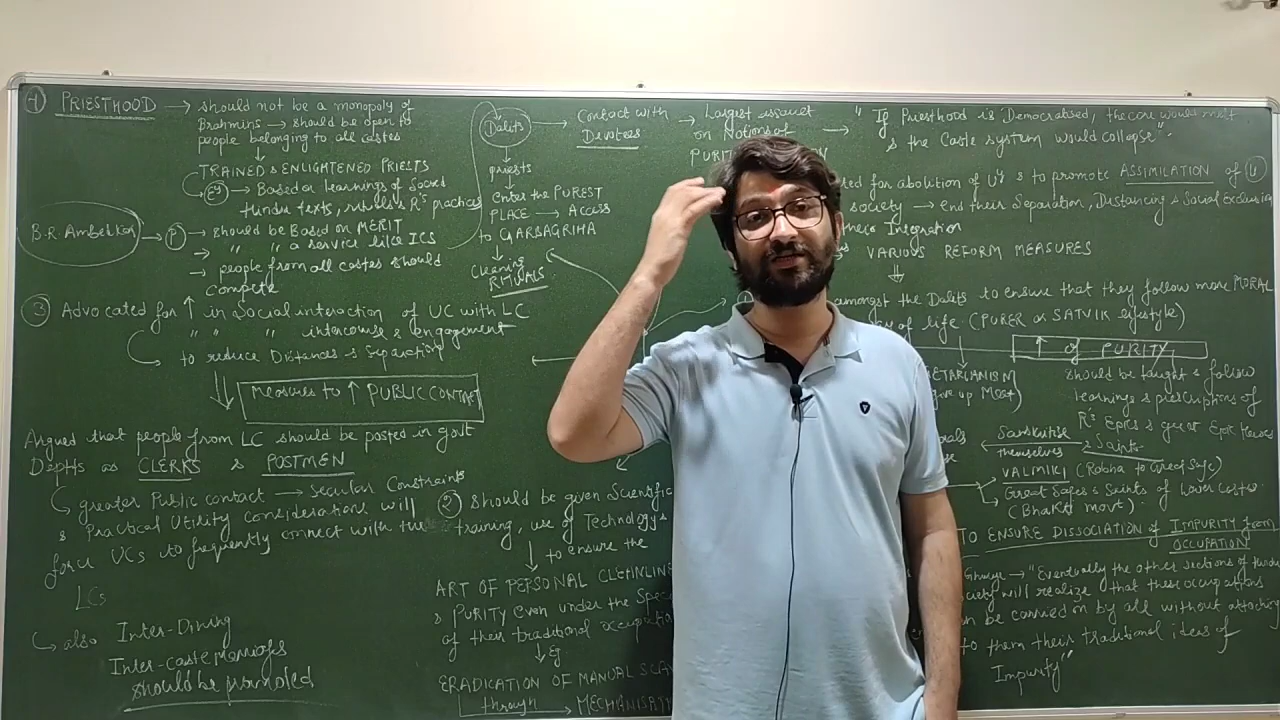 1 PRIESTHOOD → should not be a monopoly of
Brahmins → should be open to
people belonging to all castes
↓
TRAINED & ENLIGHTENED PRIESTS
Eg → Based on learnings of Sacred
Hindu texts, rituals & R's practices
B.R. Ambedkar → P → should be Based on MERIT
→ " " " a service like ICS
→ people from all castes should
compete
Dalits → Contact with
Devotees
→ Largest assault
on Notions of
PURITY
→ "If Priesthood is Democratised, the core would melt
& the Caste system would collapse".
↓
priests
↓
Enter the PUREST
PLACE → Access
to GARBAGRIHA
↓
Cleaning
RITUALS
for abolition of U's & to promote ASSIMILATION of 4
society → end their Separation, Distancing & Social Exclusion
Integration
VARIOUS REFORM MEASURES
⇓
amongst the Dalits to ensure that they follow more MORAL
of life (PURER or SATVIK lifestyle)
↑ of PURITY
(give up Meat)
should be taught & follow
learnings & prescriptions of
R's Epics & great Epic Heroes
& Saints
Sanskritise
themselves
VALMIKI
→ Great Sages & Saints of Lower Castes
(Bhakti movt).
TO ENSURE DISSOCIATION of IMPURITY from
OCCUPATION
Ghurye → "Eventually the other sections of Hindu
society will realize that these occupations
can be carried on by all without attaching
to them their traditional ideas of
Impurity"
3 Advocated for ↑ in Social interaction of UC with LC
" " " intercourse & engagement
to reduce Distances & Separation
⇓
Measures to ↑ PUBLIC CONTACT
Argued that people from LC should be posted in govt
Depths as CLERKS & POSTMEN
greater Public contact → Secular Constraints
& Practical Utility considerations will
force UCs to frequently connect with the
LCs
→ also Inter-Dining
Inter-caste marriages
should be promoted
2 should be given Scientific
training, use of Technology &
↓ to ensure the
ART OF PERSONAL CLEANLINE
& PURITY even under the
of their traditional occupation
↓ Eg
ERADICATION OF MANUAL
through → MECHANISAT